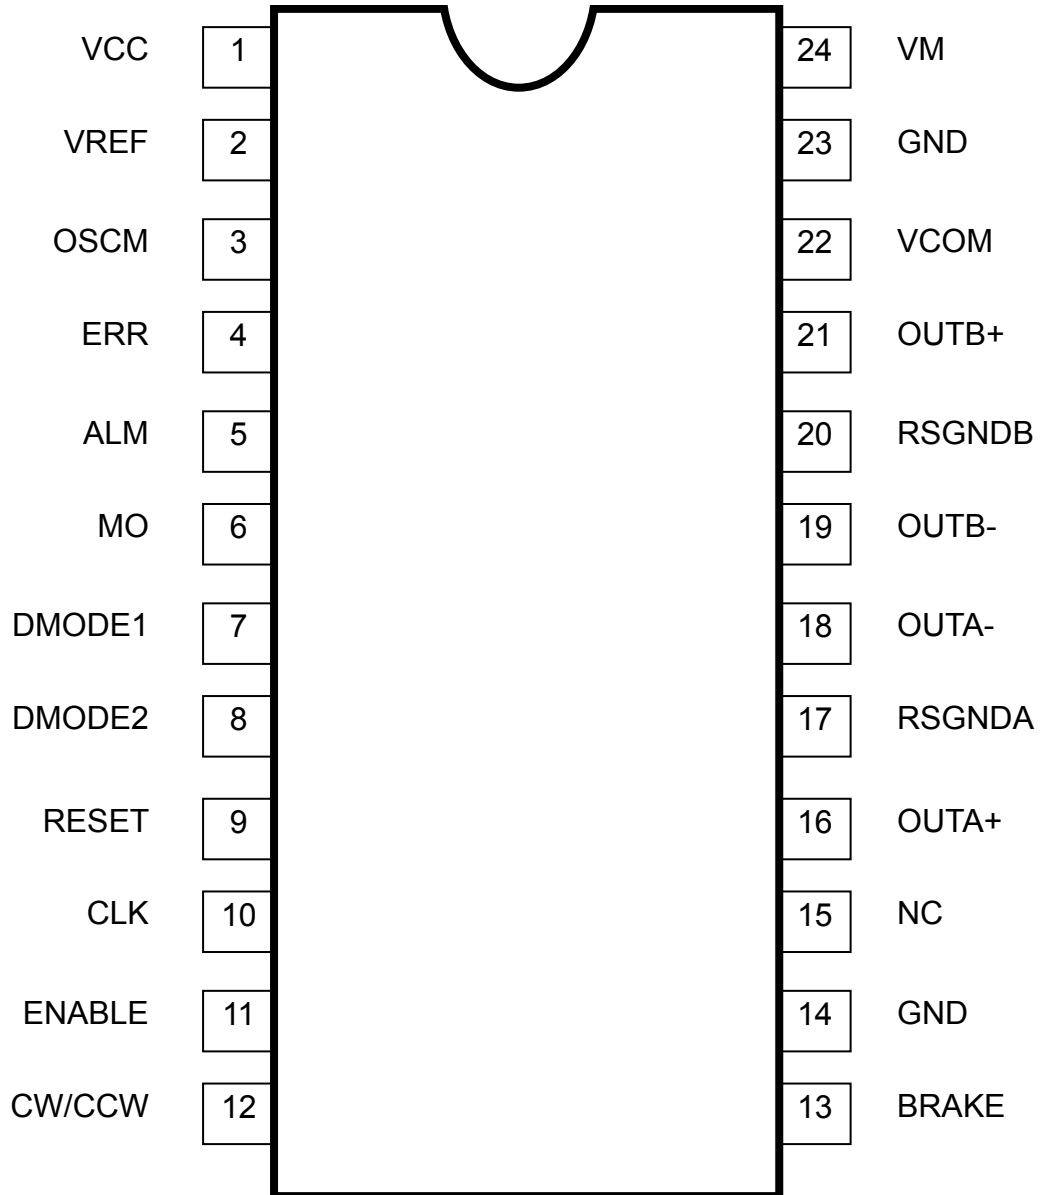 VCC 1 24 VM
VREF 2 23 GND
OSCM 3 22 VCOM
ERR 4 21 OUTB+
ALM 5 20 RSGNDB
MO 6 19 OUTB-
DMODE1 7 18 OUTA-
DMODE2 8 17 RSGNDA
RESET 9 16 OUTA+
CLK 10 15 NC
ENABLE 11 14 GND
CW/CCW 12 13 BRAKE